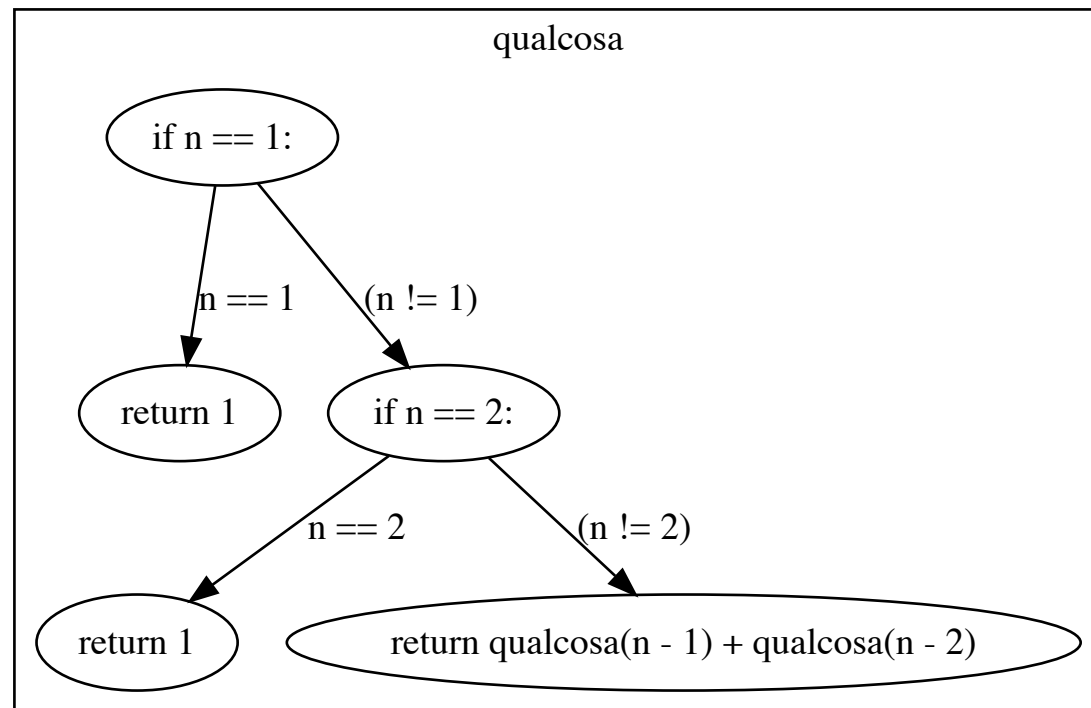 qualcosa
if n == 1:
n == 1
(n != 1)
return 1
if n == 2:
n == 2
(n != 2)
return 1
return qualcosa(n - 1) + qualcosa(n - 2)